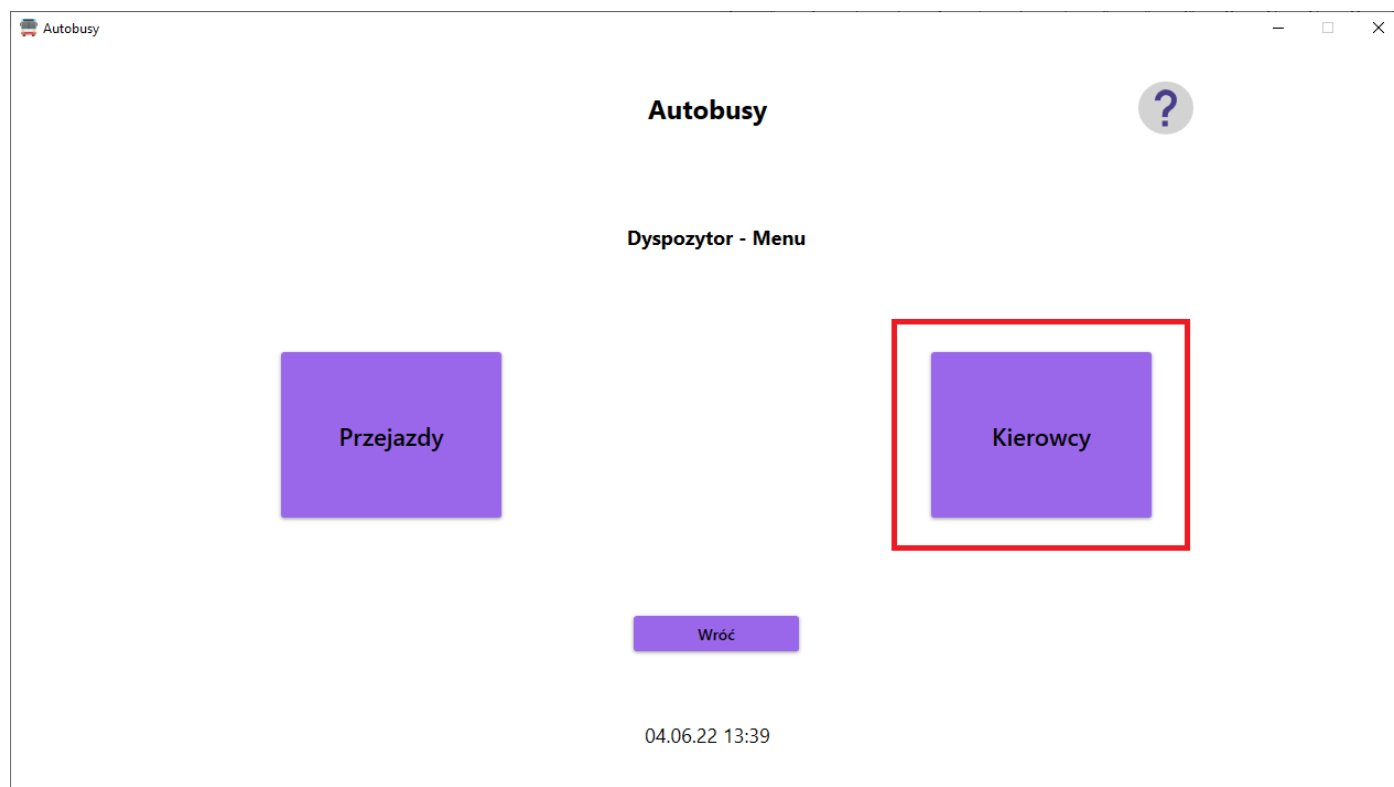 Autobusy
Autobusy
?
Dyspozytor - Menu
Przejazdy
Kierowcy
Wróć
04.06.22 13:39